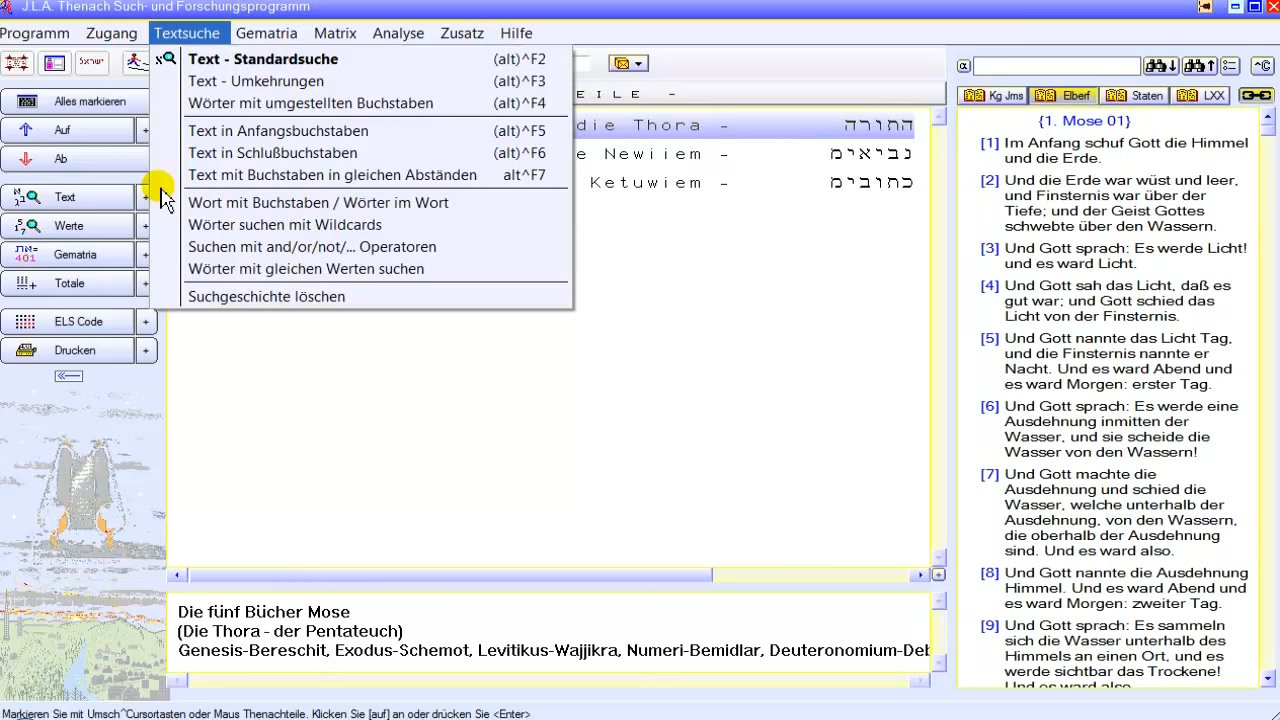 J.L.A. Thenach Such- und Forschungsprogramm
Programm Zugang Textsuche Gematria Matrix Analyse Zusatz Hilfe
Text - Standardsuche (alt)^F2
Text - Umkehrungen (alt)^F3
Wörter mit umgestellten Buchstaben (alt)^F4
Text in Anfangsbuchstaben (alt)^F5
Text in Schlußbuchstaben (alt)^F6
Text mit Buchstaben in gleichen Abständen alt^F7
Wort mit Buchstaben / Wörter im Wort
Wörter suchen mit Wildcards
Suchen mit and/or/not/... Operatoren
Wörter mit gleichen Werten suchen
Suchgeschichte löschen
Alles markieren
Auf +
Ab
Text +
Werte +
Gematria +
Totale +
ELS Code +
Drucken +
EILE -
die Thora - התורה
e Newiiem - נביאימ
Ketuwiem - כתובימ
Kg Jms Elberf Staten LXX
{1. Mose 01}
[1] Im Anfang schuf Gott die Himmel
und die Erde.
[2] Und die Erde war wüst und leer,
und Finsternis war über der
Tiefe; und der Geist Gottes
schwebte über den Wassern.
[3] Und Gott sprach: Es werde Licht!
und es ward Licht.
[4] Und Gott sah das Licht, daß es
gut war; und Gott schied das
Licht von der Finsternis.
[5] Und Gott nannte das Licht Tag,
und die Finsternis nannte er
Nacht. Und es ward Abend und
es ward Morgen: erster Tag.
[6] Und Gott sprach: Es werde eine
Ausdehnung inmitten der
Wasser, und sie scheide die
Wasser von den Wassern!
[7] Und Gott machte die
Ausdehnung und schied die
Wasser, welche unterhalb der
Ausdehnung, von den Wassern,
die oberhalb der Ausdehnung
sind. Und es ward also.
[8] Und Gott nannte die Ausdehnung
Himmel. Und es ward Abend und
es ward Morgen: zweiter Tag.
[9] Und Gott sprach: Es sammeln
sich die Wasser unterhalb des
Himmels an einen Ort, und es
werde sichtbar das Trockene!
Und es ward also
Die fünf Bücher Mose
(Die Thora - der Pentateuch)
Genesis-Bereschit, Exodus-Schemot, Levitikus-Wajjikra, Numeri-Bemidlar, Deuteronomium-Deb
Markieren Sie mit Umsch^Cursortasten oder Maus Thenachteile. Klicken Sie [auf] an oder drücken Sie <Enter>